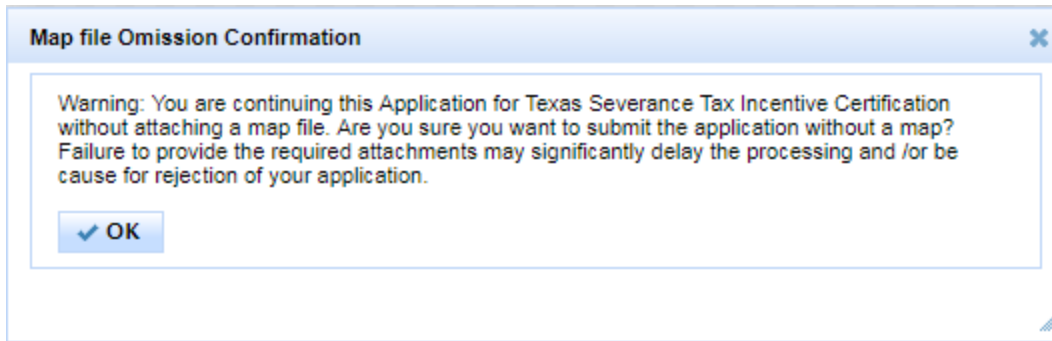 Map file Omission Confirmation
Warning: You are continuing this Application for Texas Severance Tax Incentive Certification
without attaching a map file. Are you sure you want to submit the application without a map?
Failure to provide the required attachments may significantly delay the processing and /or be
cause for rejection of your application.
OK